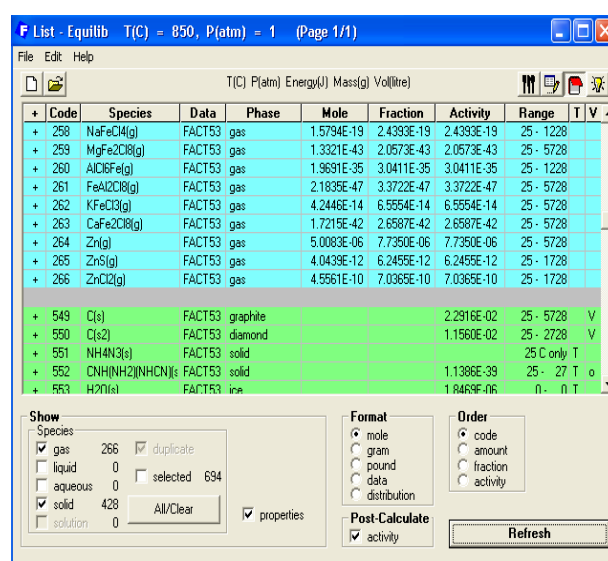 F List - Equilib T(C) = 850, P(atm) = 1 (Page 1/1)
File Edit Help
T(C) P(atm) Energy(J) Mass(g) Vol(litre)
+ Code Species Data Phase Mole Fraction Activity Range T V
+ 258 NaFeCl4(g) FACT53 gas 1.5794E-19 2.4393E-19 2.4393E-19 25 - 1228
+ 259 MgFe2Cl8(g) FACT53 gas 1.3321E-43 2.0573E-43 2.0573E-43 25 - 5728
+ 260 AlCl6Fe(g) FACT53 gas 1.9691E-35 3.0411E-35 3.0411E-35 25 - 1228
+ 261 FeAl2Cl8(g) FACT53 gas 2.1835E-47 3.3722E-47 3.3722E-47 25 - 5728
+ 262 KFeCl3(g) FACT53 gas 4.2446E-14 6.5554E-14 6.5554E-14 25 - 5728
+ 263 CaFe2Cl8(g) FACT53 gas 1.7215E-42 2.6587E-42 2.6587E-42 25 - 5728
+ 264 Zn(g) FACT53 gas 5.0083E-06 7.7350E-06 7.7350E-06 25 - 5728
+ 265 ZnS(g) FACT53 gas 4.0439E-12 6.2455E-12 6.2455E-12 25 - 1728
+ 266 ZnCl2(g) FACT53 gas 4.5561E-10 7.0365E-10 7.0365E-10 25 - 1728
+ 549 C(s) FACT53 graphite 2.2916E-02 25 - 5728 V
+ 550 C(s2) FACT53 diamond 1.1560E-02 25 - 2728 V
+ 551 NH4N3(s) FACT53 solid 25 C only T
+ 552 CNH(NH2)(NHCN)(s FACT53 solid 1.1386E-39 25 - 27 T o
+ 553 H2O(s) FACT53 ice 1.8469E-06 0 - 0 T
Show
Species
gas 266 duplicate
liquid 0
aqueous 0 selected 694
solid 428 All/Clear
solution 0 properties
Format
mole
gram
pound
data
distribution
Order
code
amount
fraction
activity
Post-Calculate
activity
Refresh